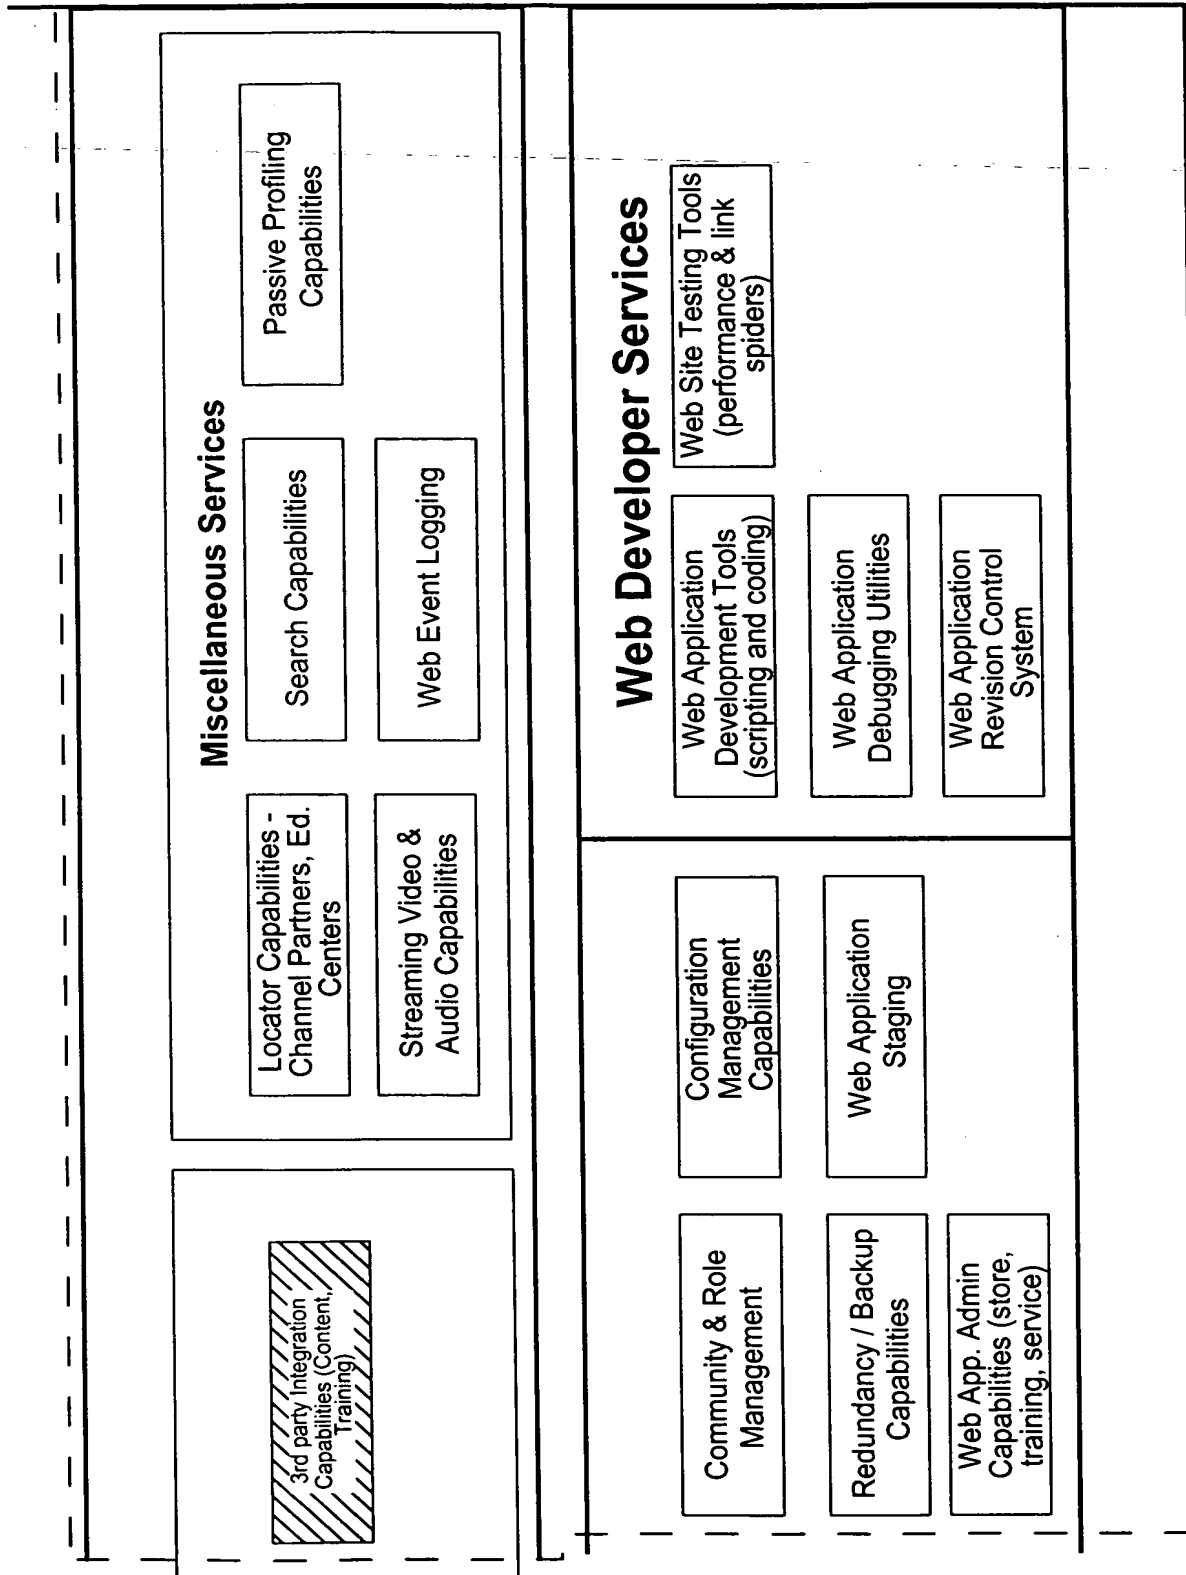 3rd party Integration
Capabilities (Content,
Training)
Miscellaneous Services
Locator Capabilities -
Channel Partners, Ed.
Centers
Search Capabilities
Passive Profiling
Capabilities
Streaming Video &
Audio Capabilities
Web Event Logging
Community & Role
Management
Configuration
Management
Capabilities
Redundancy / Backup
Capabilities
Web Application
Staging
Web App. Admin
Capabilities (store,
training, service)
Web Developer Services
Web Application
Development Tools
(scripting and coding)
Web Site Testing Tools
(performance & link
spiders)
Web Application
Debugging Utilities
Web Application
Revision Control
System